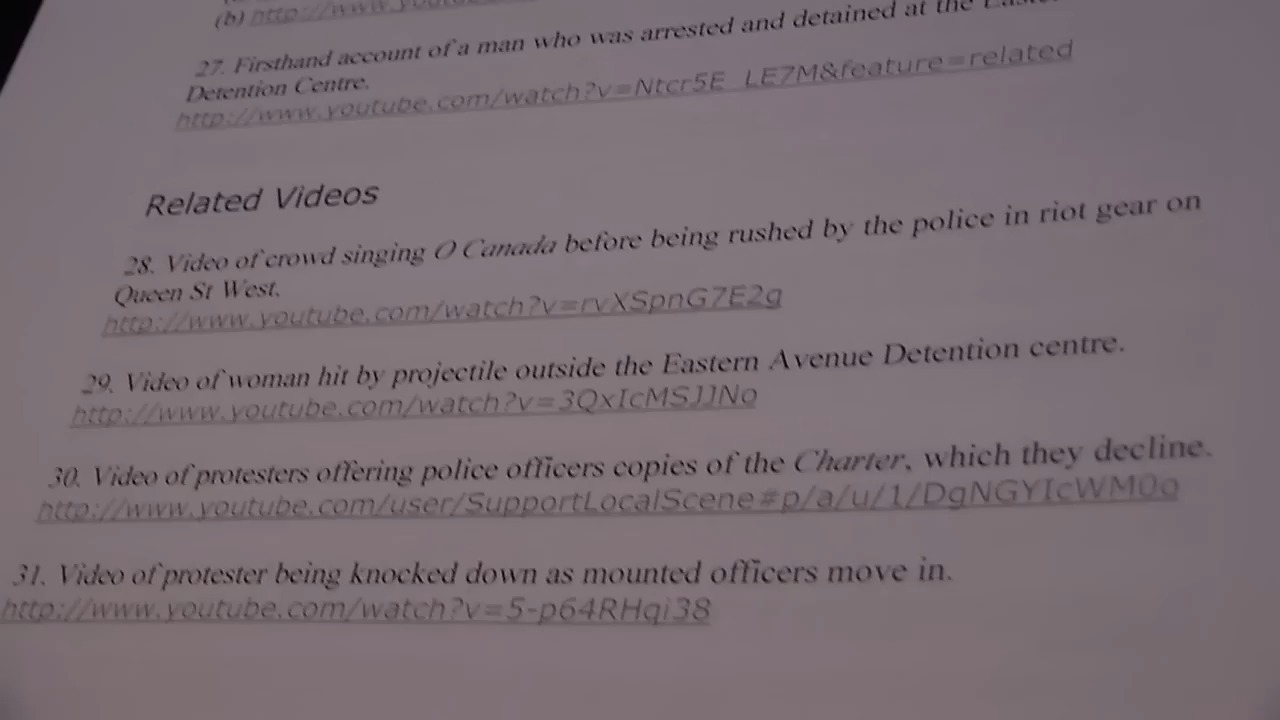 (b) http://www.yout
27. Firsthand account of a man who was arrested and detained at the
Detention Centre.
http://www.youtube.com/watch?v=Ntcr5E_LE7M&feature=related
Related Videos
28. Video of crowd singing O Canada before being rushed by the police in riot gear on
Queen St West.
http://www.youtube.com/watch?v=rvXSpnG7E2g
29. Video of woman hit by projectile outside the Eastern Avenue Detention centre.
http://www.youtube.com/watch?v=3QxIcMSJJNo
30. Video of protesters offering police officers copies of the Charter, which they decline.
http://www.youtube.com/user/SupportLocalScene#p/a/u/1/DgNGYIcWM0o
31. Video of protester being knocked down as mounted officers move in.
http://www.youtube.com/watch?v=5-p64RHqi38